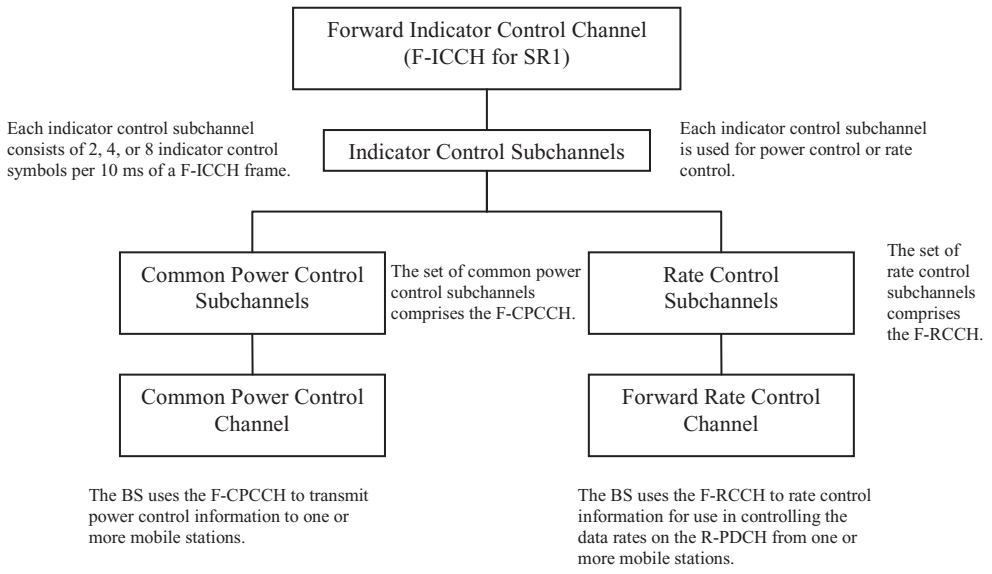 Forward Indicator Control Channel
(F-ICCH for SR1)
Each indicator control subchannel
consists of 2, 4, or 8 indicator control
symbols per 10 ms of a F-ICCH frame.
Indicator Control Subchannels
Each indicator control subchannel
is used for power control or rate
control.
Common Power Control
Subchannels
The set of common power
control subchannels
comprises the F-CPCCH.
Rate Control
Subchannels
The set of
rate control
subchannels
comprises
the F-RCCH.
Common Power Control
Channel
Forward Rate Control
Channel
The BS uses the F-CPCCH to transmit
power control information to one or
more mobile stations.
The BS uses the F-RCCH to rate control
information for use in controlling the
data rates on the R-PDCH from one or
more mobile stations.